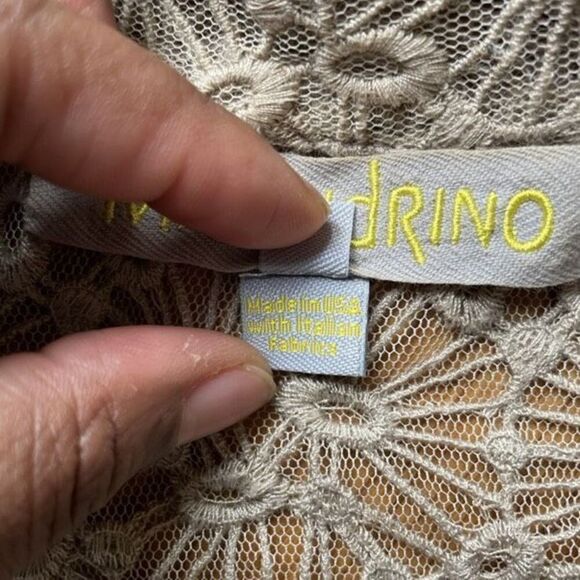 dRINO
Made in USA
with Italian
Fabrics